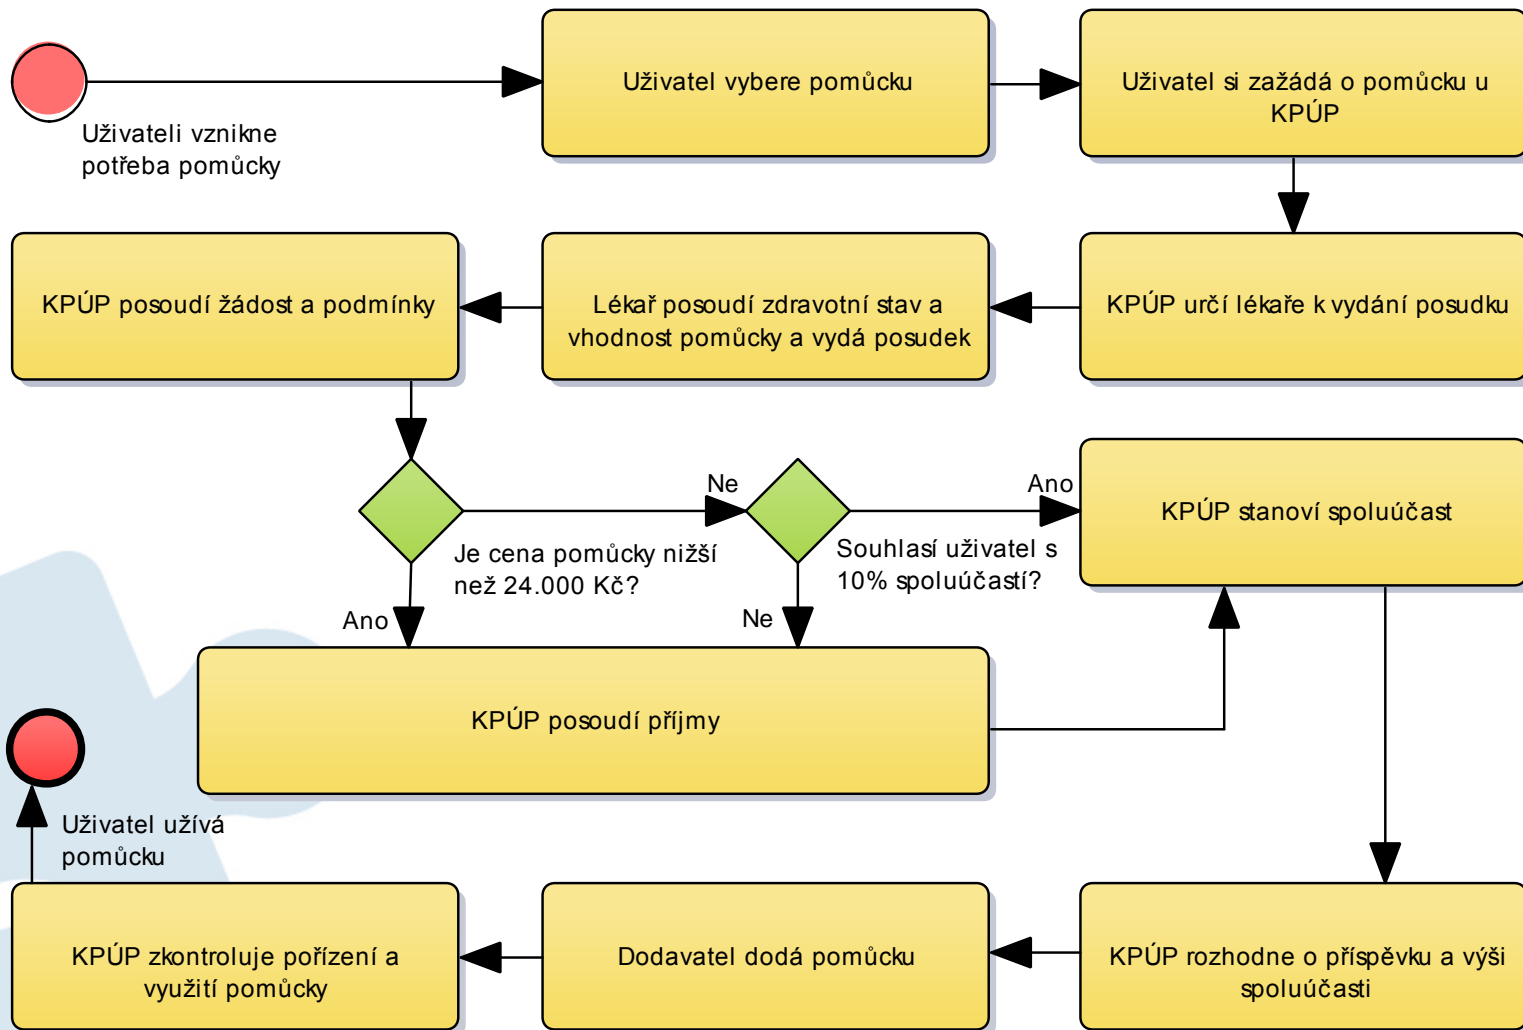 Uživateli vznikne
potřeba pomůcky
Uživatel vybere pomůcku
Uživatel si zažádá o pomůcku u
KPÚP
KPÚP posoudí žádost a podmínky
Lékař posoudí zdravotní stav a
vhodnost pomůcky a vydá posudek
KPÚP určí lékaře k vydání posudku
Ne
Je cena pomůcky nižší
než 24.000 Kč?
Ano
Ano
Souhlasí uživatel s
10% spoluúčastí?
Ne
KPÚP stanoví spoluúčast
KPÚP posoudí příjmy
Uživatel užívá
pomůcku
KPÚP zkontroluje pořízení a
využití pomůcky
Dodavatel dodá pomůcku
KPÚP rozhodne o příspěvku a výši
spoluúčasti